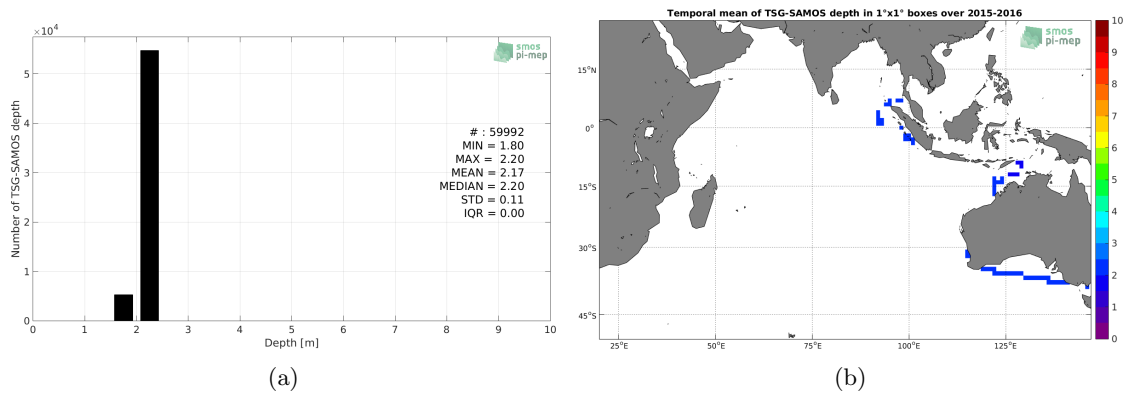 ×10⁴
5
4
3
2
1
0
Number of TSG-SAMOS depth
smos
pi-mep
# : 59992
MIN = 1.80
MAX = 2.20
MEAN = 2.17
MEDIAN = 2.20
STD = 0.11
IQR = 0.00
0 1 2 3 4 5 6 7 8 9 10
Depth [m]
(a)
Temporal mean of TSG-SAMOS depth in 1°x1° boxes over 2015-2016
smos
pi-mep
15°N
0°
15°S
30°S
45°S
25°E 50°E 75°E 100°E 125°E
10
9
8
7
6
5
4
3
2
1
0
(b)